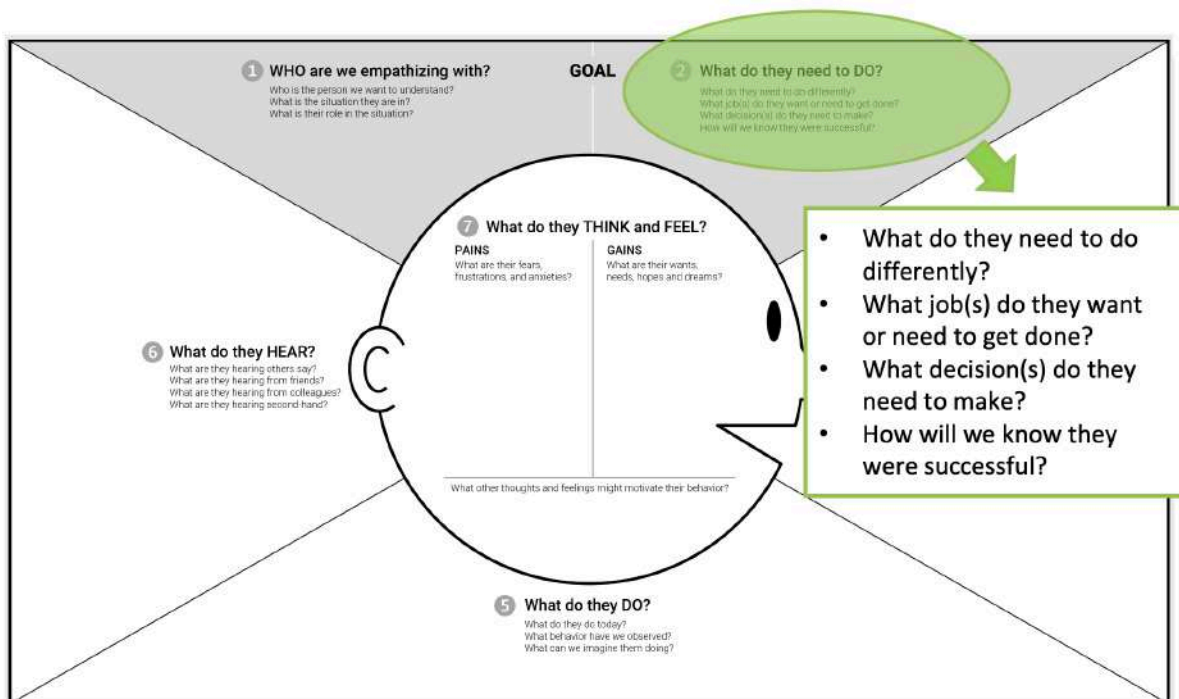 1 WHO are we empathizing with?
Who is the person we want to understand?
What is the situation they are in?
What is their role in the situation?
GOAL
2 What do they need to DO?
What do they need to do differently?
What job(s) do they want or need to get done?
What decision(s) do they need to make?
How will we know they were successful?
• What do they need to do
differently?
• What job(s) do they want
or need to get done?
• What decision(s) do they
need to make?
• How will we know they
were successful?
7 What do they THINK and FEEL?
PAINS
What are their fears,
frustrations, and anxieties?
GAINS
What are their wants,
needs, hopes and dreams?
What other thoughts and feelings might motivate their behavior?
6 What do they HEAR?
What are they hearing others say?
What are they hearing from friends?
What are they hearing from colleagues?
What are they hearing second-hand?
5 What do they DO?
What do they do today?
What behavior have we observed?
What can we imagine them doing?